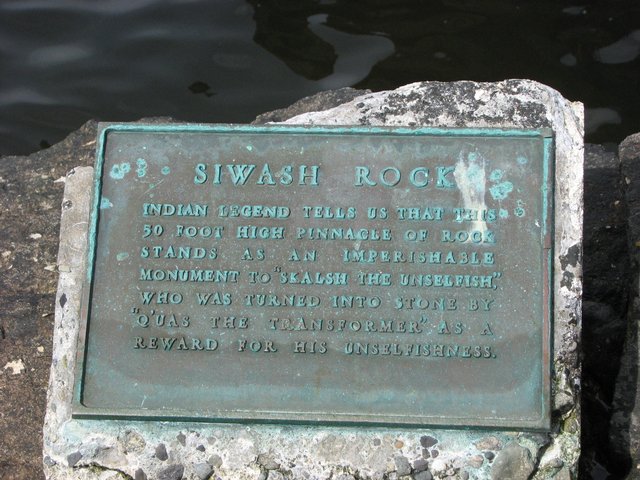 SIWASH ROCK
INDIAN LEGEND TELLS US THAT THIS
50 FOOT HIGH PINNACLE OF ROCK
STANDS AS AN IMPERISHABLE
MONUMENT TO "SKALSH THE UNSELFISH",
WHO WAS TURNED INTO STONE BY
"Q'UAS THE TRANSFORMER" AS A
REWARD FOR HIS UNSELFISHNESS.